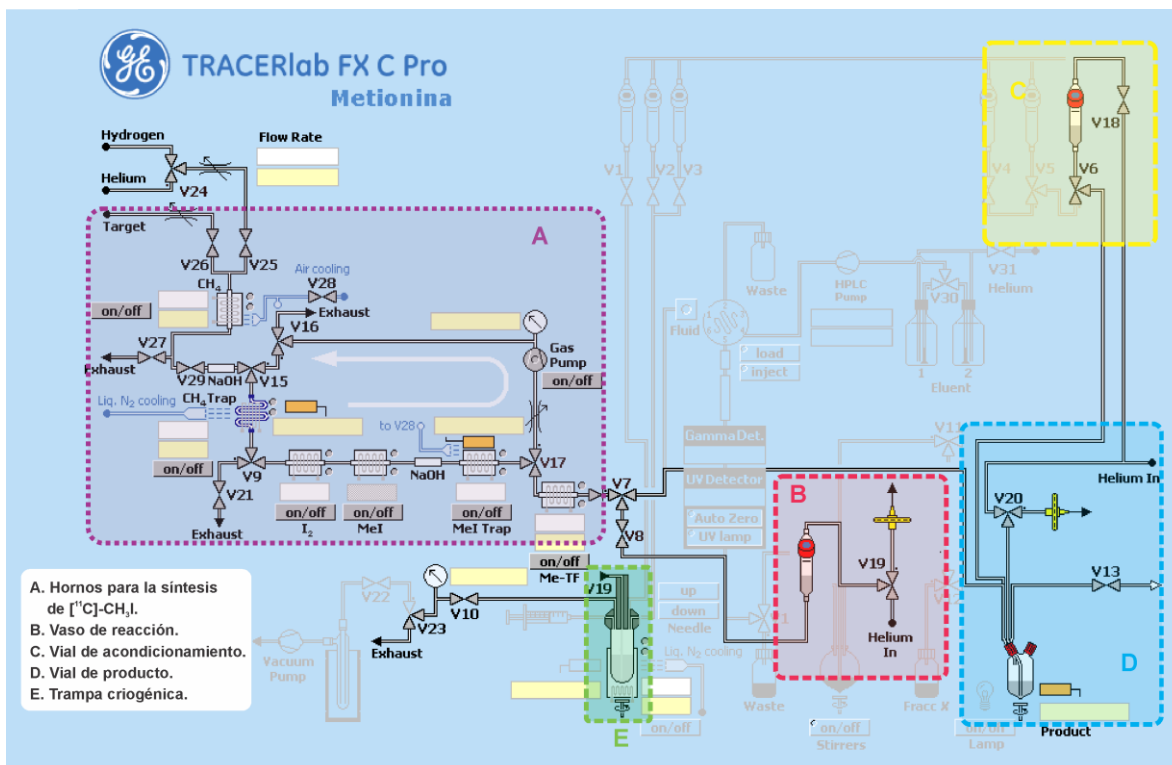 GE
TRACERlab FX C Pro
Metionina
Hydrogen
Flow Rate
Helium
V24
Target
A
V26
V25
CH4
Air cooling
V28
on/off
Exhaust
V16
V27
Exhaust
V29
NaOH
V15
Gas
Pump
on/off
Liq. N2 cooling
CH4 Trap
to V28
on/off
V9
V21
Exhaust
NaOH
V17
on/off
on/off
on/off
I2
MeI
MeI Trap
on/off
Me-TF
V7
V8
V1
V2
V3
C
V4
V5
V6
V18
Waste
HPLC
Pump
V30
V31
Helium
Fluid
load
inject
1
2
Eluent
Gamma Det.
UV Detector
Auto Zero
UV lamp
V11
B
V19
Helium
In
Helium In
V20
V13
D
Product
A. Hornos para la síntesis
de [11C]-CH3I.
B. Vaso de reacción.
C. Vial de acondicionamiento.
D. Vial de producto.
E. Trampa criogénica.
V22
V23
V10
Exhaust
Vacuum
Pump
V19
E
up
down
Needle
Liq. N2 cooling
on/off
Waste
on/off
Stirrers
Fracc X
on/off
Lamp